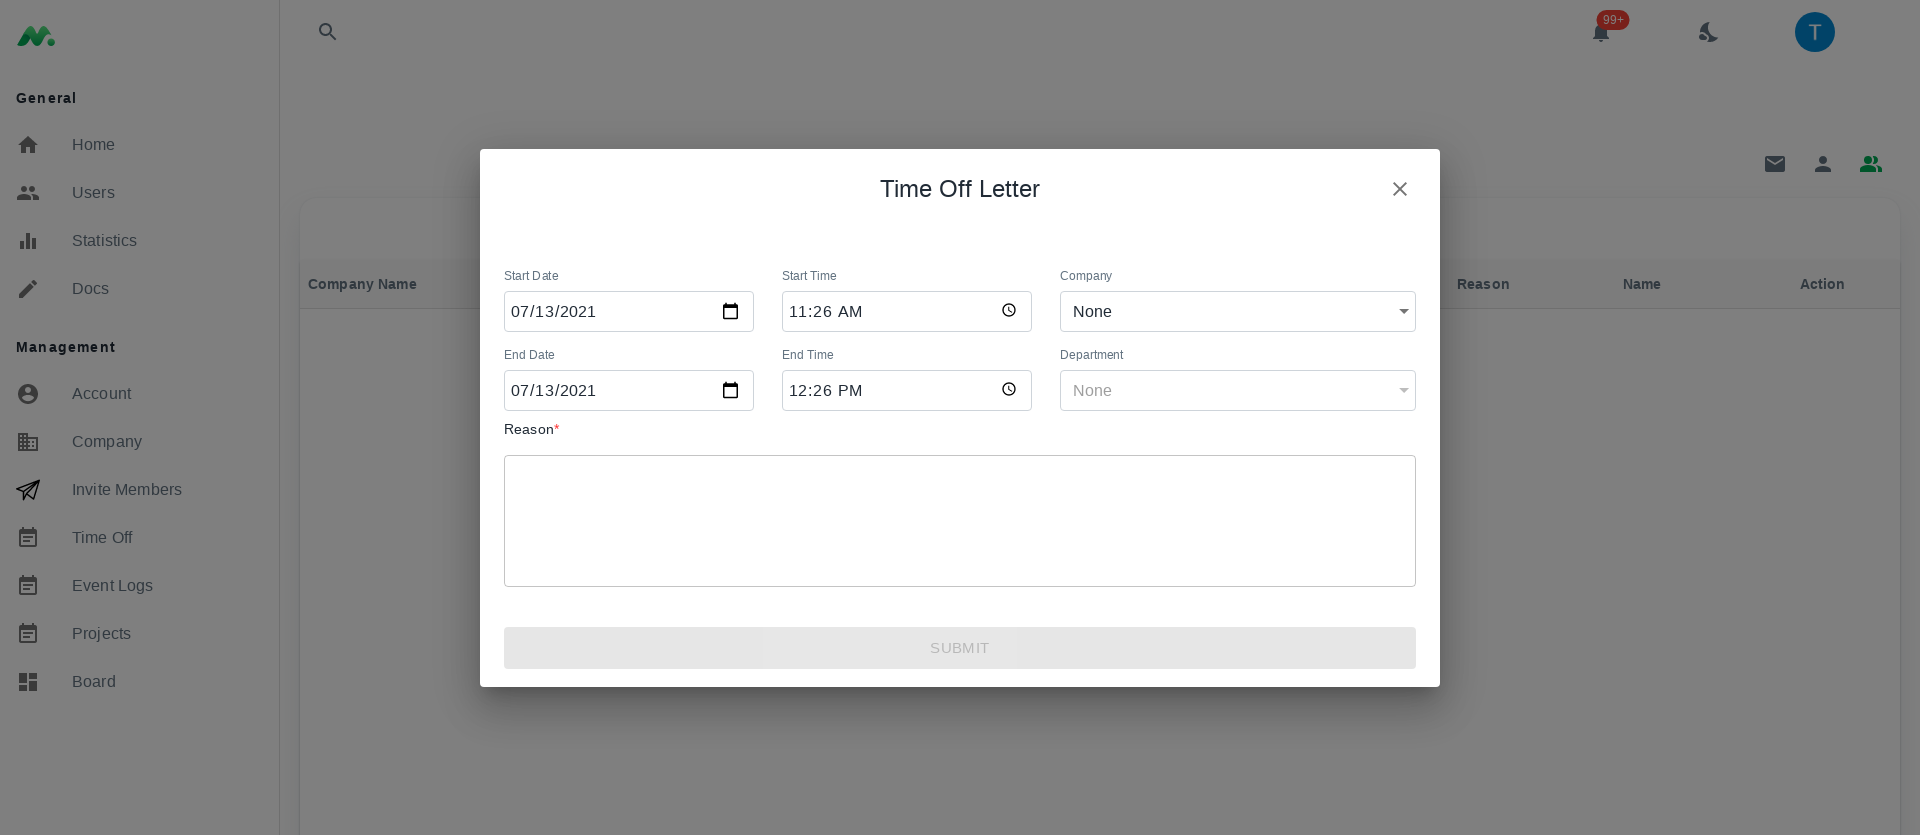 99+
T
General
Home
Users
Statistics
Docs
Management
Account
Company
Invite Members
Time Off
Event Logs
Projects
Board
Company Name
Reason
Name
Action
Time Off Letter
Start Date
Start Time
Company
07/13/2021
11:26 AM
None
End Date
End Time
Department
07/13/2021
12:26 PM
None
Reason*
SUBMIT